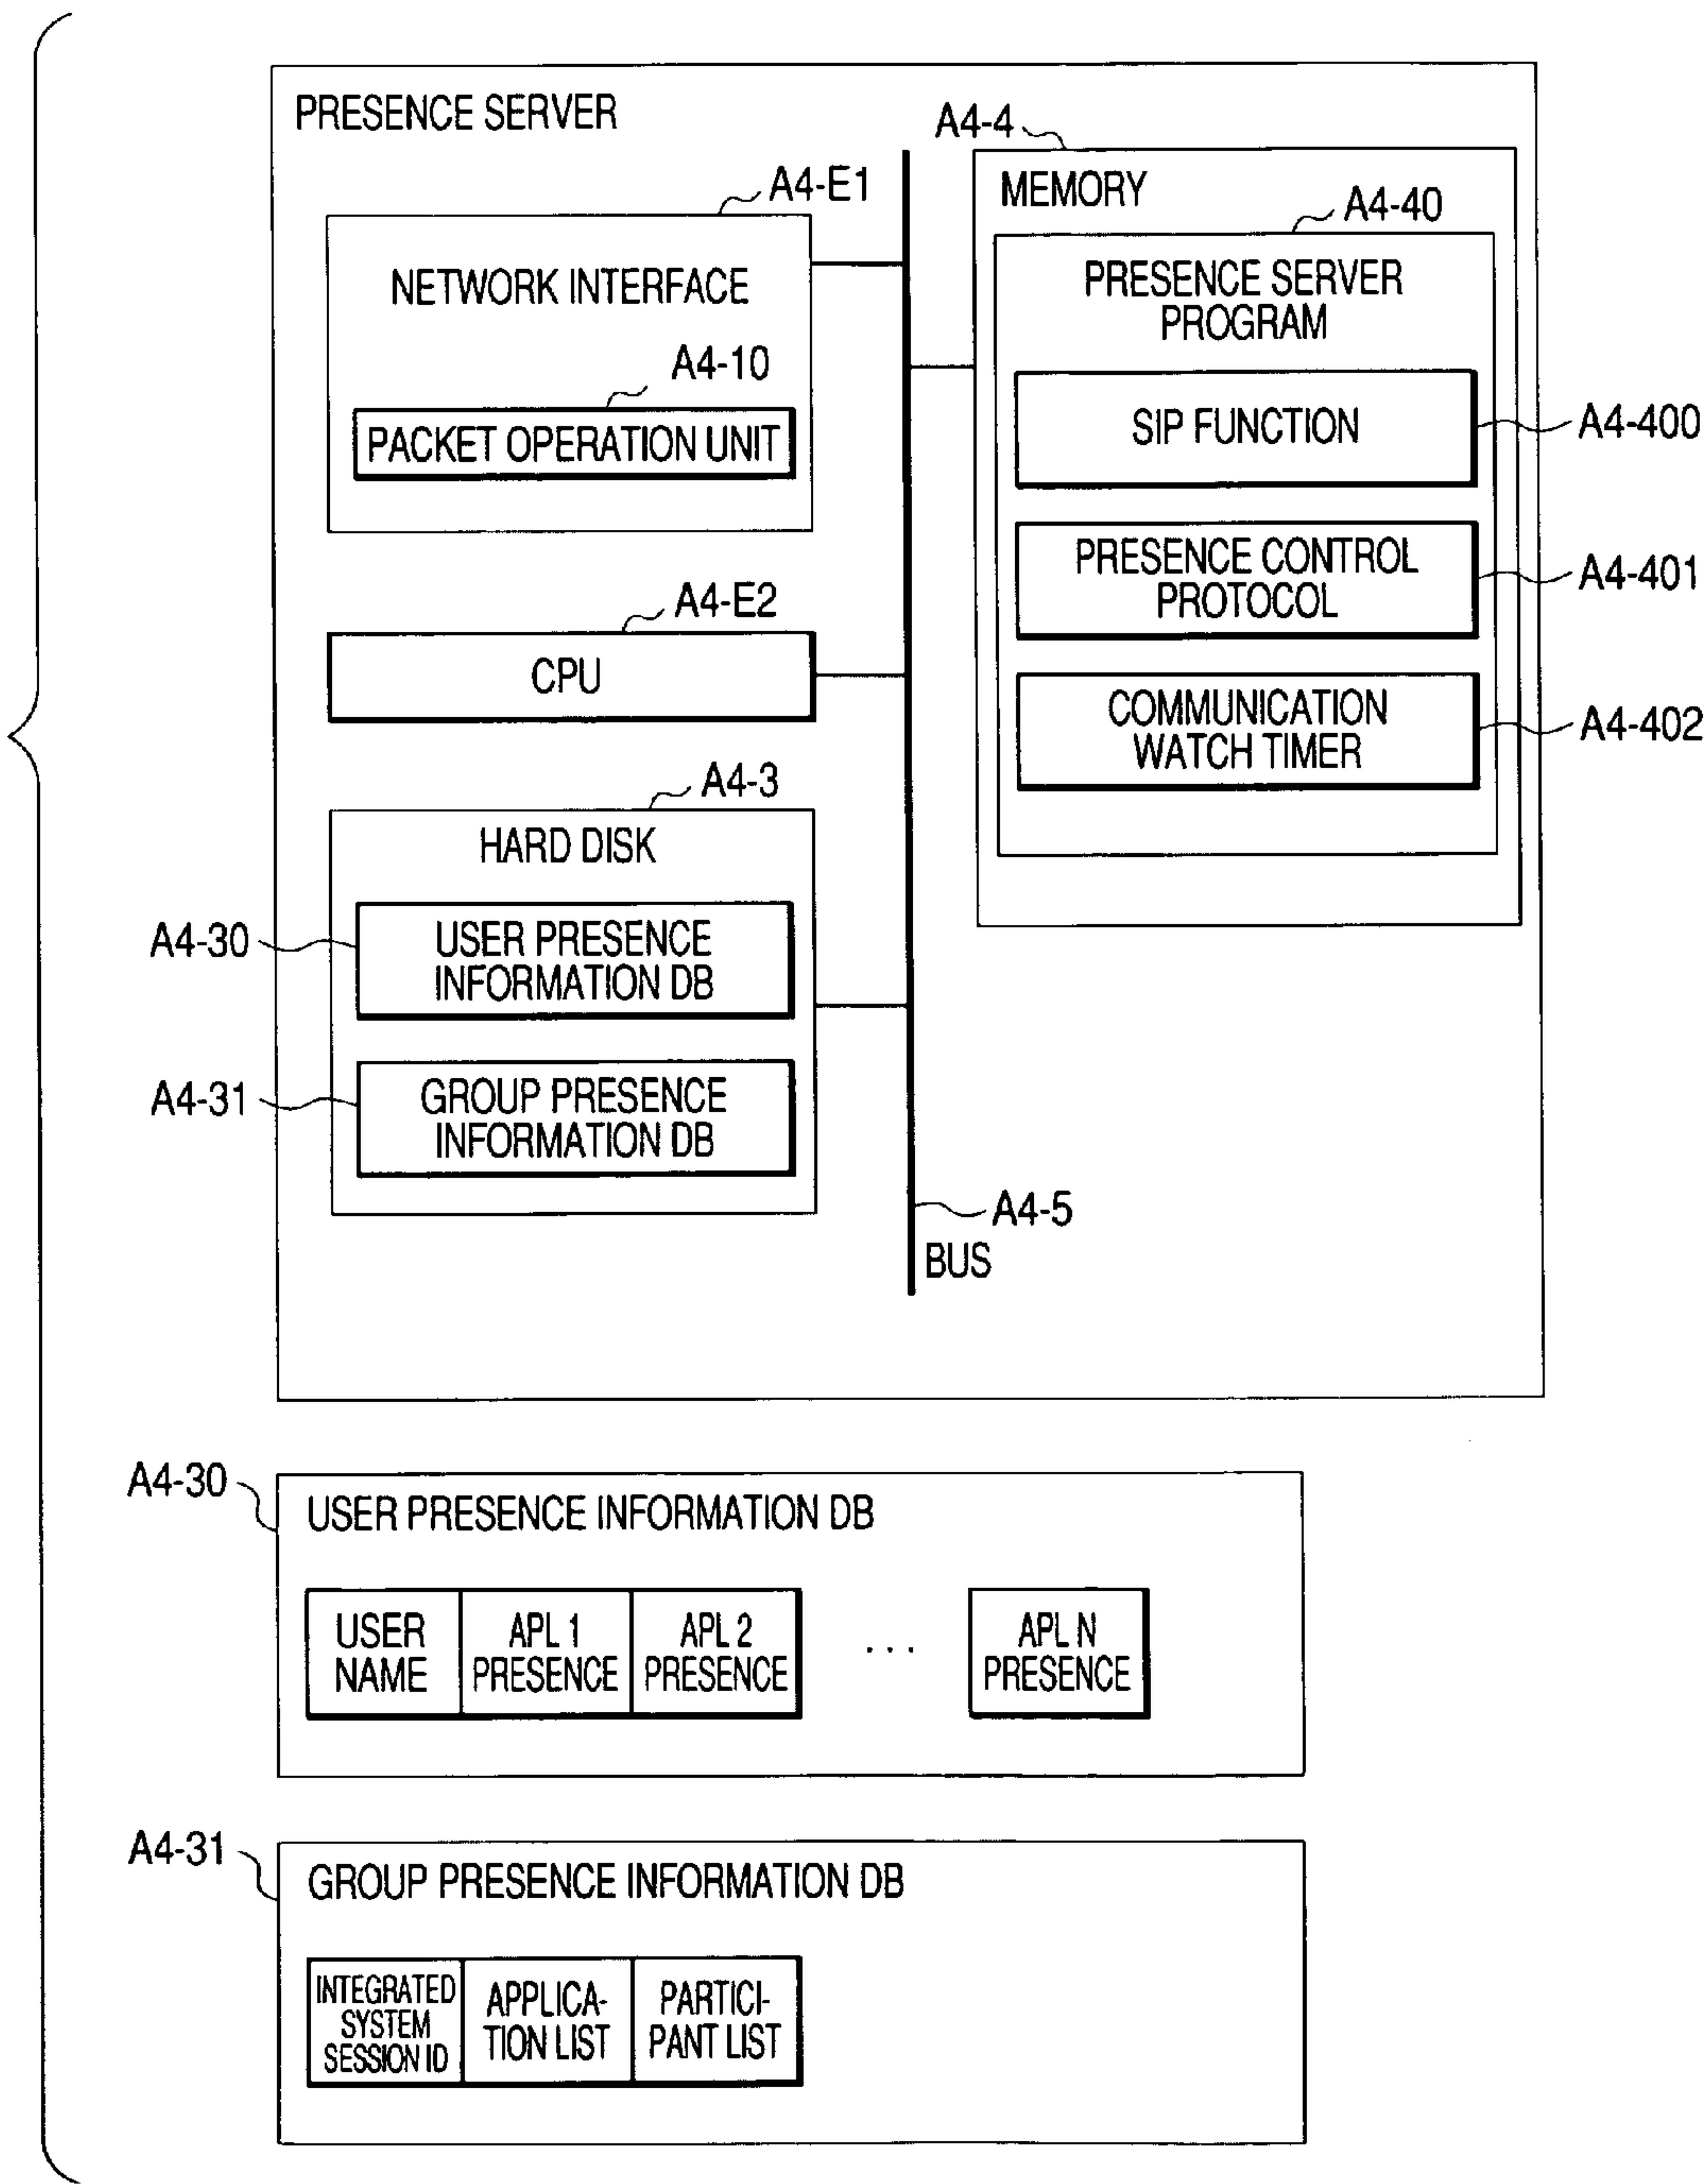 PRESENCE SERVER
A4-E1
NETWORK INTERFACE
A4-10
PACKET OPERATION UNIT
A4-E2
CPU
A4-3
HARD DISK
A4-30
USER PRESENCE
INFORMATION DB
A4-31
GROUP PRESENCE
INFORMATION DB
A4-5
BUS
A4-4
MEMORY
A4-40
PRESENCE SERVER
PROGRAM
SIP FUNCTION
A4-400
PRESENCE CONTROL
PROTOCOL
A4-401
COMMUNICATION
WATCH TIMER
A4-402
A4-30
USER PRESENCE INFORMATION DB
USER
NAME
APL 1
PRESENCE
APL 2
PRESENCE
...
APL N
PRESENCE
A4-31
GROUP PRESENCE INFORMATION DB
INTEGRATED
SYSTEM
SESSION ID
APPLICA-
TION LIST
PARTICI-
PANT LIST